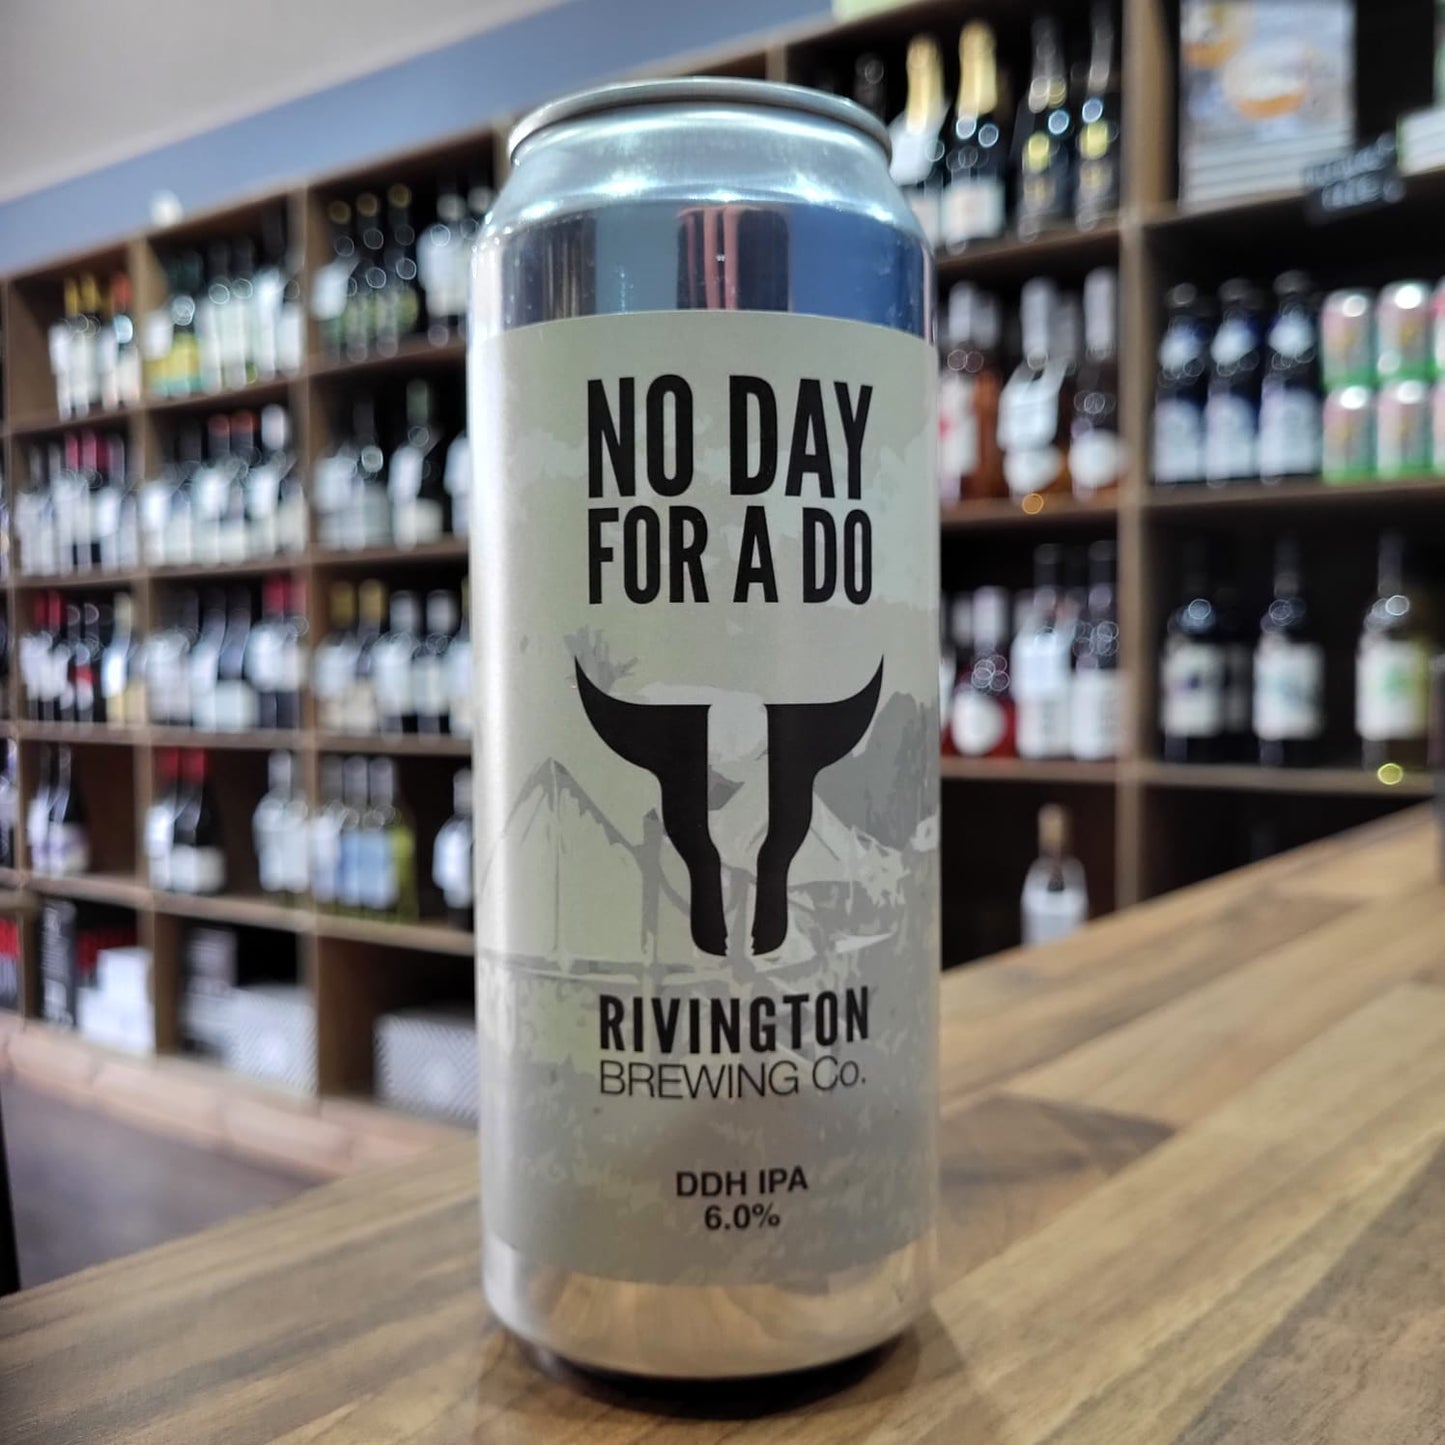 NO DAY
FOR A DO
RIVINGTON
BREWING Co.
DDH IPA
6.0%